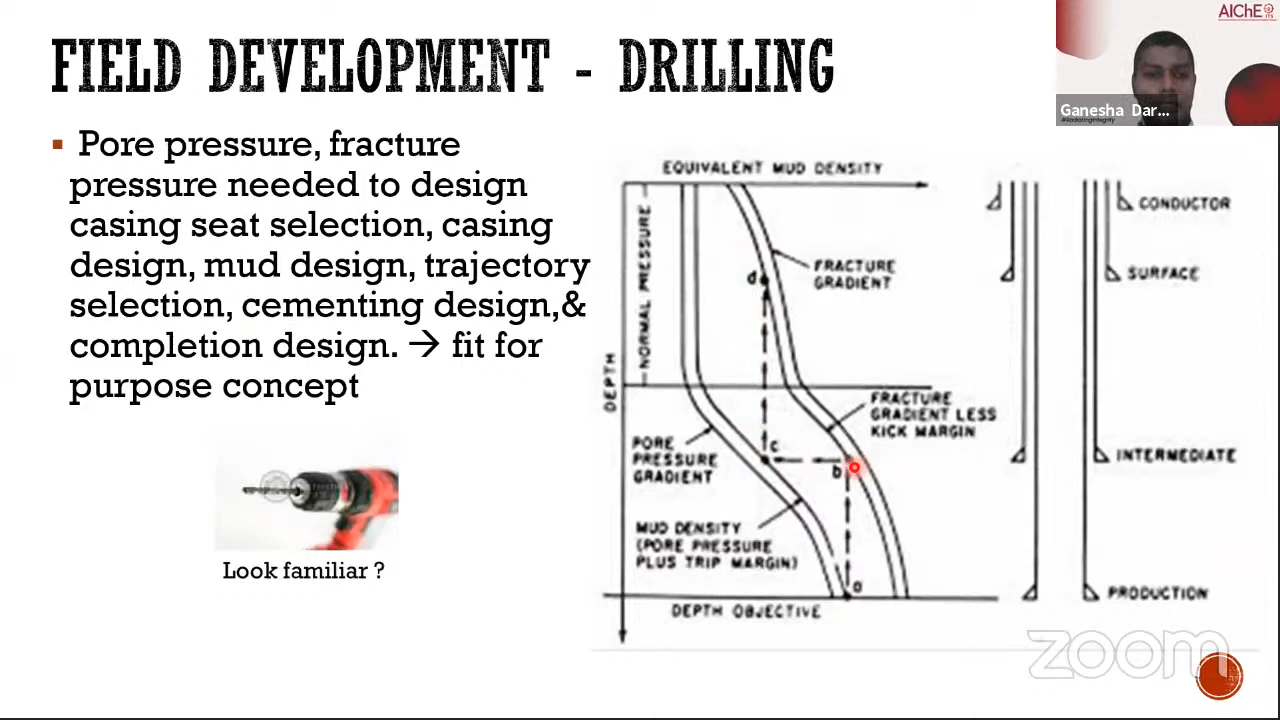 FIELD DEVELOPMENT - DRILLING
AIChE
ITS
Ganesha Dar...
#RadiatingIntegrity
▪ Pore pressure, fracture
pressure needed to design
casing seat selection, casing
design, mud design, trajectory
selection, cementing design,&
completion design. → fit for
purpose concept
Look familiar ?
EQUIVALENT MUD DENSITY
NORMAL PRESSURE
DEPTH
d
FRACTURE
GRADIENT
FRACTURE
GRADIENT LESS
KICK MARGIN
PORE
PRESSURE
GRADIENT
c
b
MUD DENSITY
(PORE PRESSURE
PLUS TRIP MARGIN)
a
DEPTH OBJECTIVE
CONDUCTOR
SURFACE
INTERMEDIATE
PRODUCTION
zoom